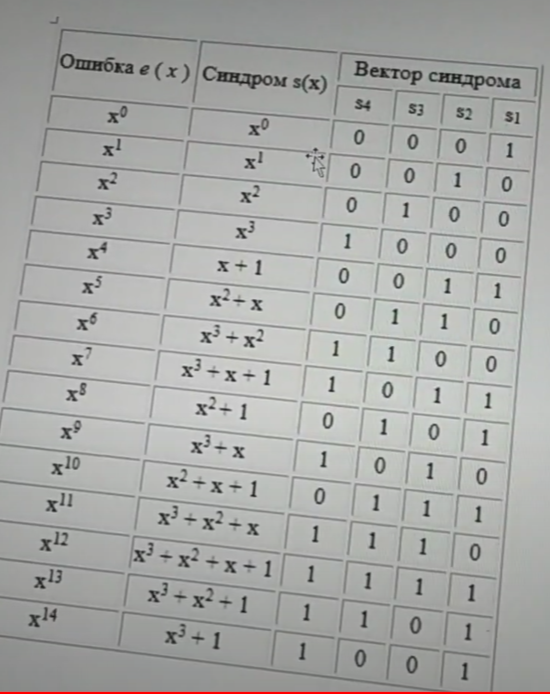 Ошибка e ( x ) Синдром s(x) Вектор синдрома
s4 s3 s2 s1
x⁰ x⁰ 0 0 0 1
x¹ x¹ 0 0 1 0
x² x² 0 1 0 0
x³ x³ 1 0 0 0
x⁴ x + 1 0 0 1 1
x⁵ x² + x 0 1 1 0
x⁶ x³ + x² 1 1 0 0
x⁷ x³ + x + 1 1 0 1 1
x⁸ x² + 1 0 1 0 1
x⁹ x³ + x 1 0 1 0
x¹⁰ x² + x + 1 0 1 1 1
x¹¹ x³ + x² + x 1 1 1 0
x¹² x³ + x² + x + 1 1 1 1 1
x¹³ x³ + x² + 1 1 1 0 1
x¹⁴ x³ + 1 1 0 0 1